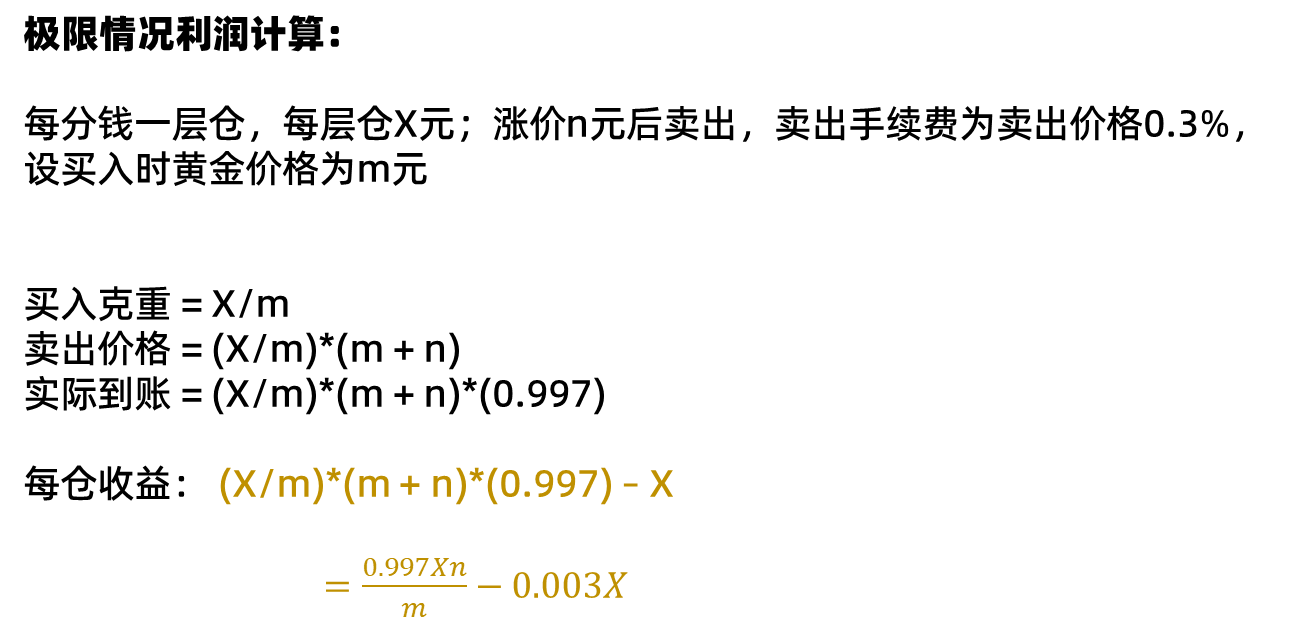 极限情况利润计算：
每分钱一层仓，每层仓X元；涨价n元后卖出，卖出手续费为卖出价格0.3%，
设买入时黄金价格为m元
买入克重 = X/m
卖出价格 = (X/m)*(m + n)
实际到账 = (X/m)*(m + n)*(0.997)
每仓收益： (X/m)*(m + n)*(0.997) – X
= \frac{0.997Xn}{m} − 0.003X